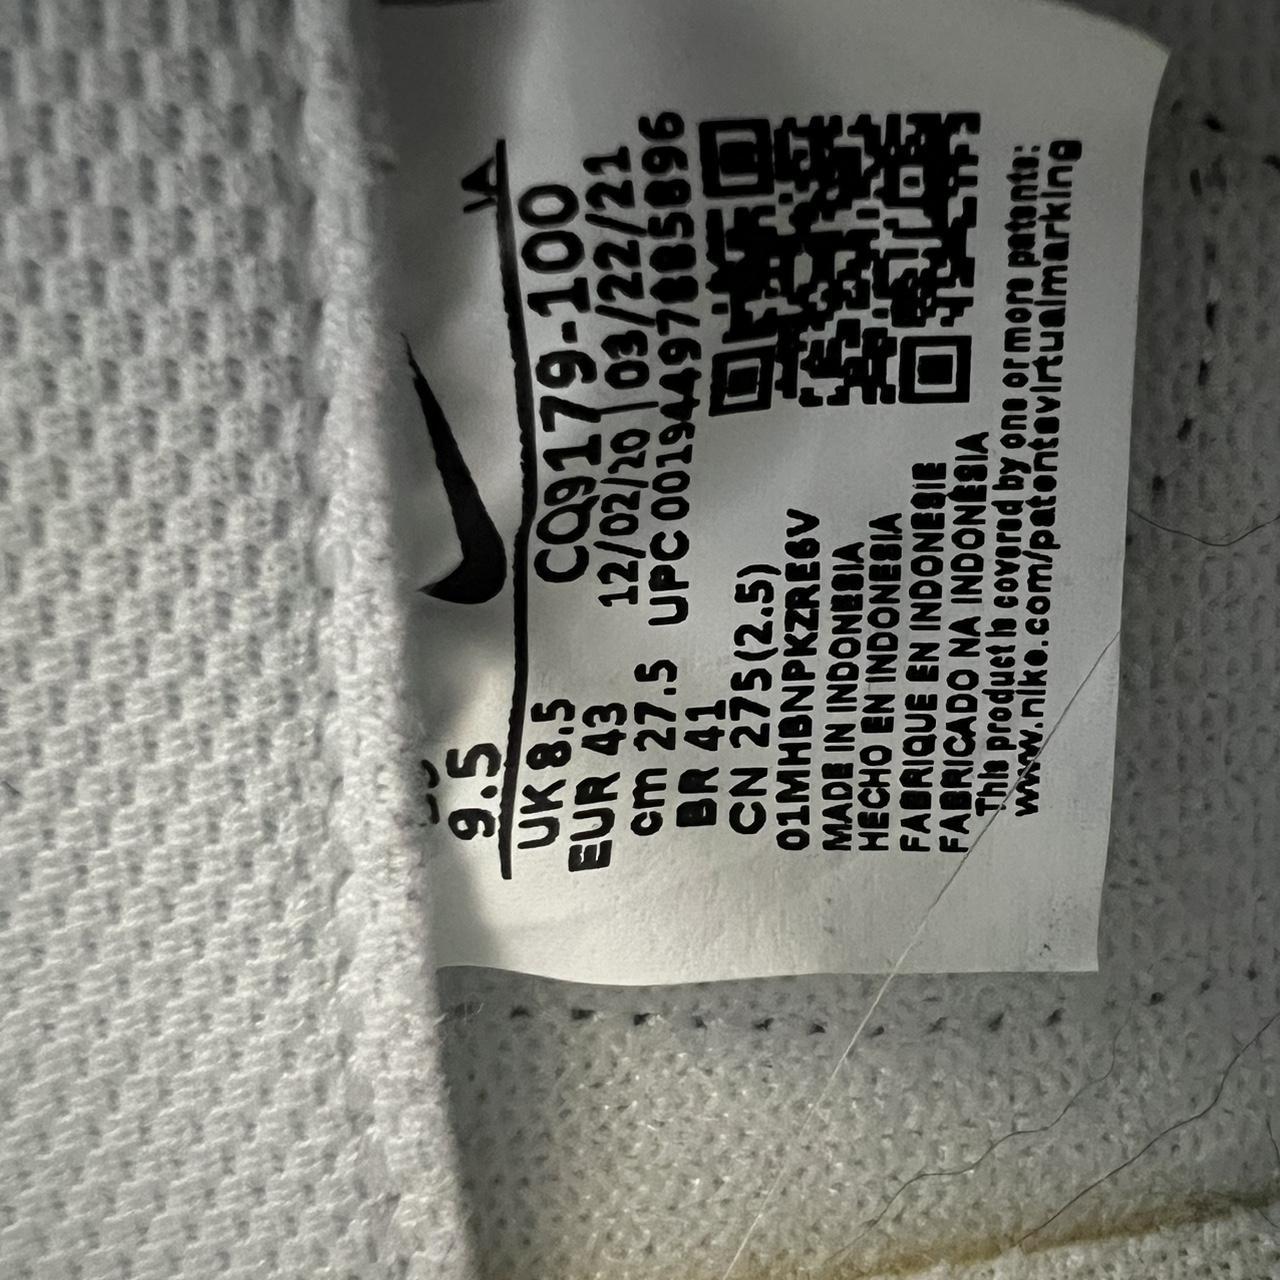 9.5
IA
UK 8.5
EUR 43
cm 27.5
BR 41
CN 275(2.5)
CQ9179-100
12/02/20 | 03/22/21
UPC 00194497885896
01MHBNPKZRE6V
MADE IN INDONESIA
HECHO EN INDONESIA
FABRIQUE EN INDONESIE
FABRICADO NA INDONÉSIA
This product is covered by one or more patents:
www.nike.com/patentsvirtualmarking